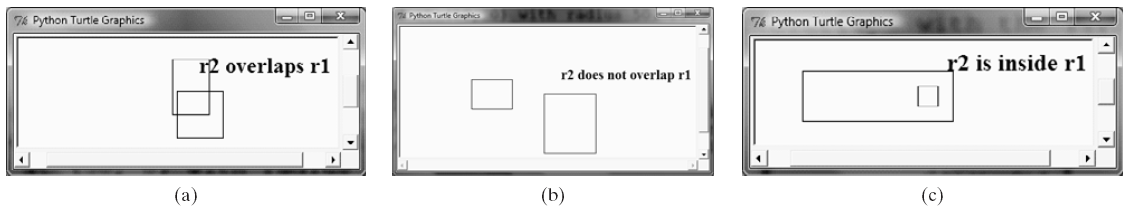 Python Turtle Graphics
r2 overlaps r1
(a)
Python Turtle Graphics
r2 does not overlap r1
(b)
Python Turtle Graphics
r2 is inside r1
(c)